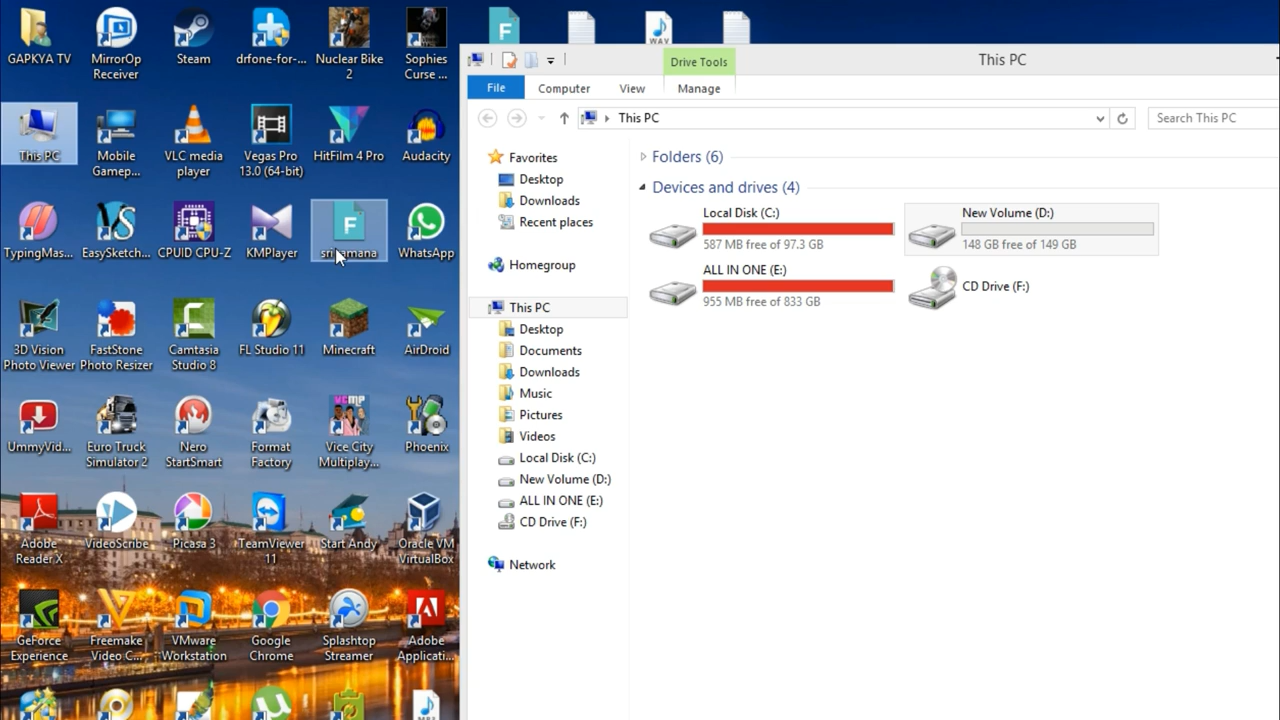 GAPKYA TV
MirrorOp
Receiver
Steam
drfone-for-...
Nuclear Bike
2
Sophies
Curse ...
F
WAV
This PC
Mobile
Gamep...
VLC media
player
Vegas Pro
13.0 (64-bit)
HitFilm 4 Pro
Audacity
TypingMas...
EasySketch...
CPUID CPU-Z
KMPlayer
F
WhatsApp
3D Vision
Photo Viewer
FastStone
Photo Resizer
Camtasia
Studio 8
FL Studio 11
Minecraft
AirDroid
UmmyVid...
Euro Truck
Simulator 2
Nero
StartSmart
Format
Factory
VCMP
Vice City
Multiplay...
Phoenix
Adobe
Reader X
VideoScribe
Picasa 3
TeamViewer
11
Start Andy
Oracle VM
VirtualBox
GeForce
Experience
Freemake
Video C...
VMware
Workstation
Google
Chrome
Splashtop
Streamer
Adobe
Applicati...
Drive Tools
This PC
File
Computer
View
Manage
This PC
Search This PC
Favorites
Desktop
Downloads
Recent places
Homegroup
This PC
Desktop
Documents
Downloads
Music
Pictures
Videos
Local Disk (C:)
New Volume (D:)
ALL IN ONE (E:)
CD Drive (F:)
Network
Folders (6)
Devices and drives (4)
Local Disk (C:)
587 MB free of 97.3 GB
New Volume (D:)
148 GB free of 149 GB
ALL IN ONE (E:)
955 MB free of 833 GB
CD Drive (F:)